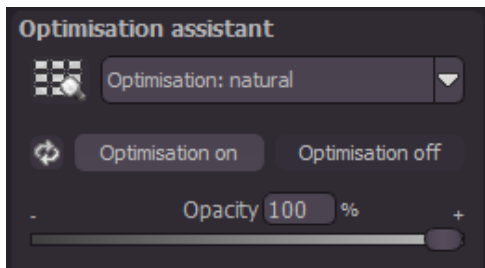 Optimisation assistant
Optimisation: natural
Optimisation on Optimisation off
- Opacity 100 % +